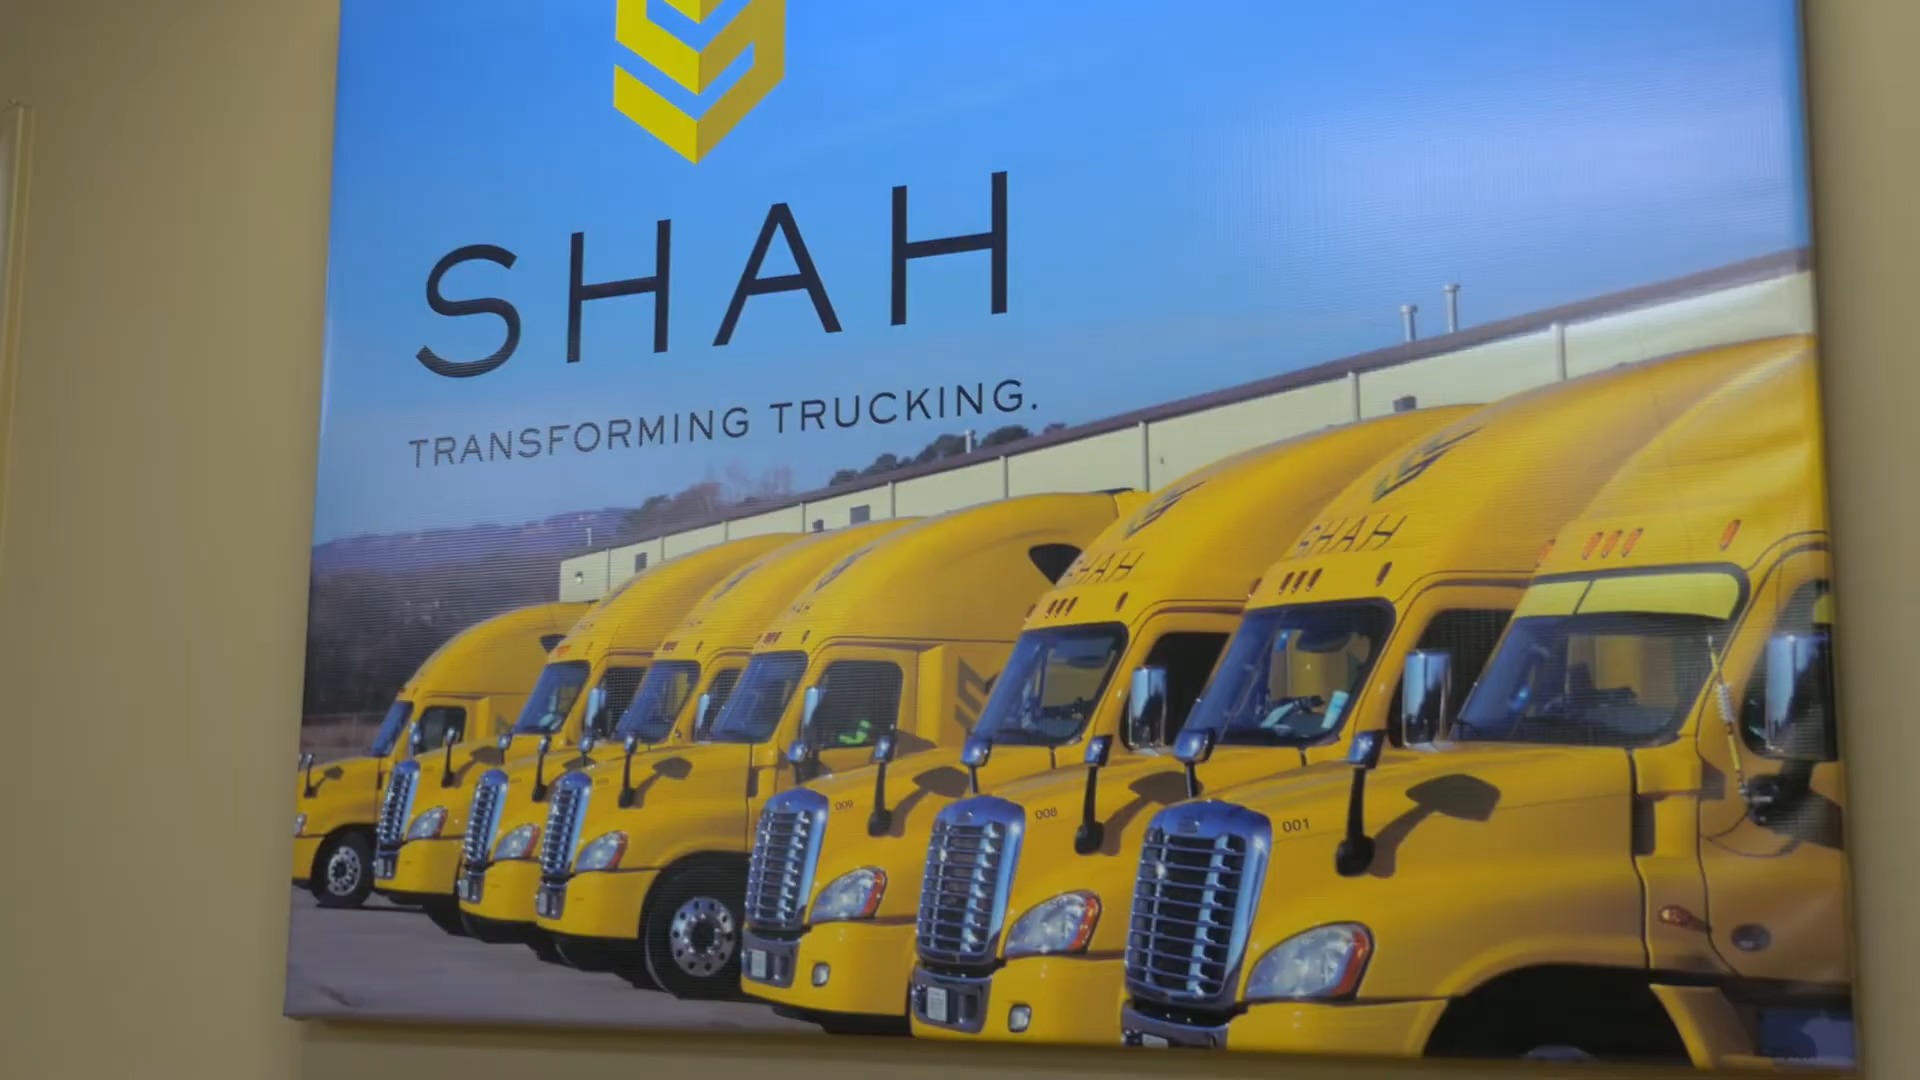 SHAH
TRANSFORMING TRUCKING.
SHAH
SHAH
009
008
001